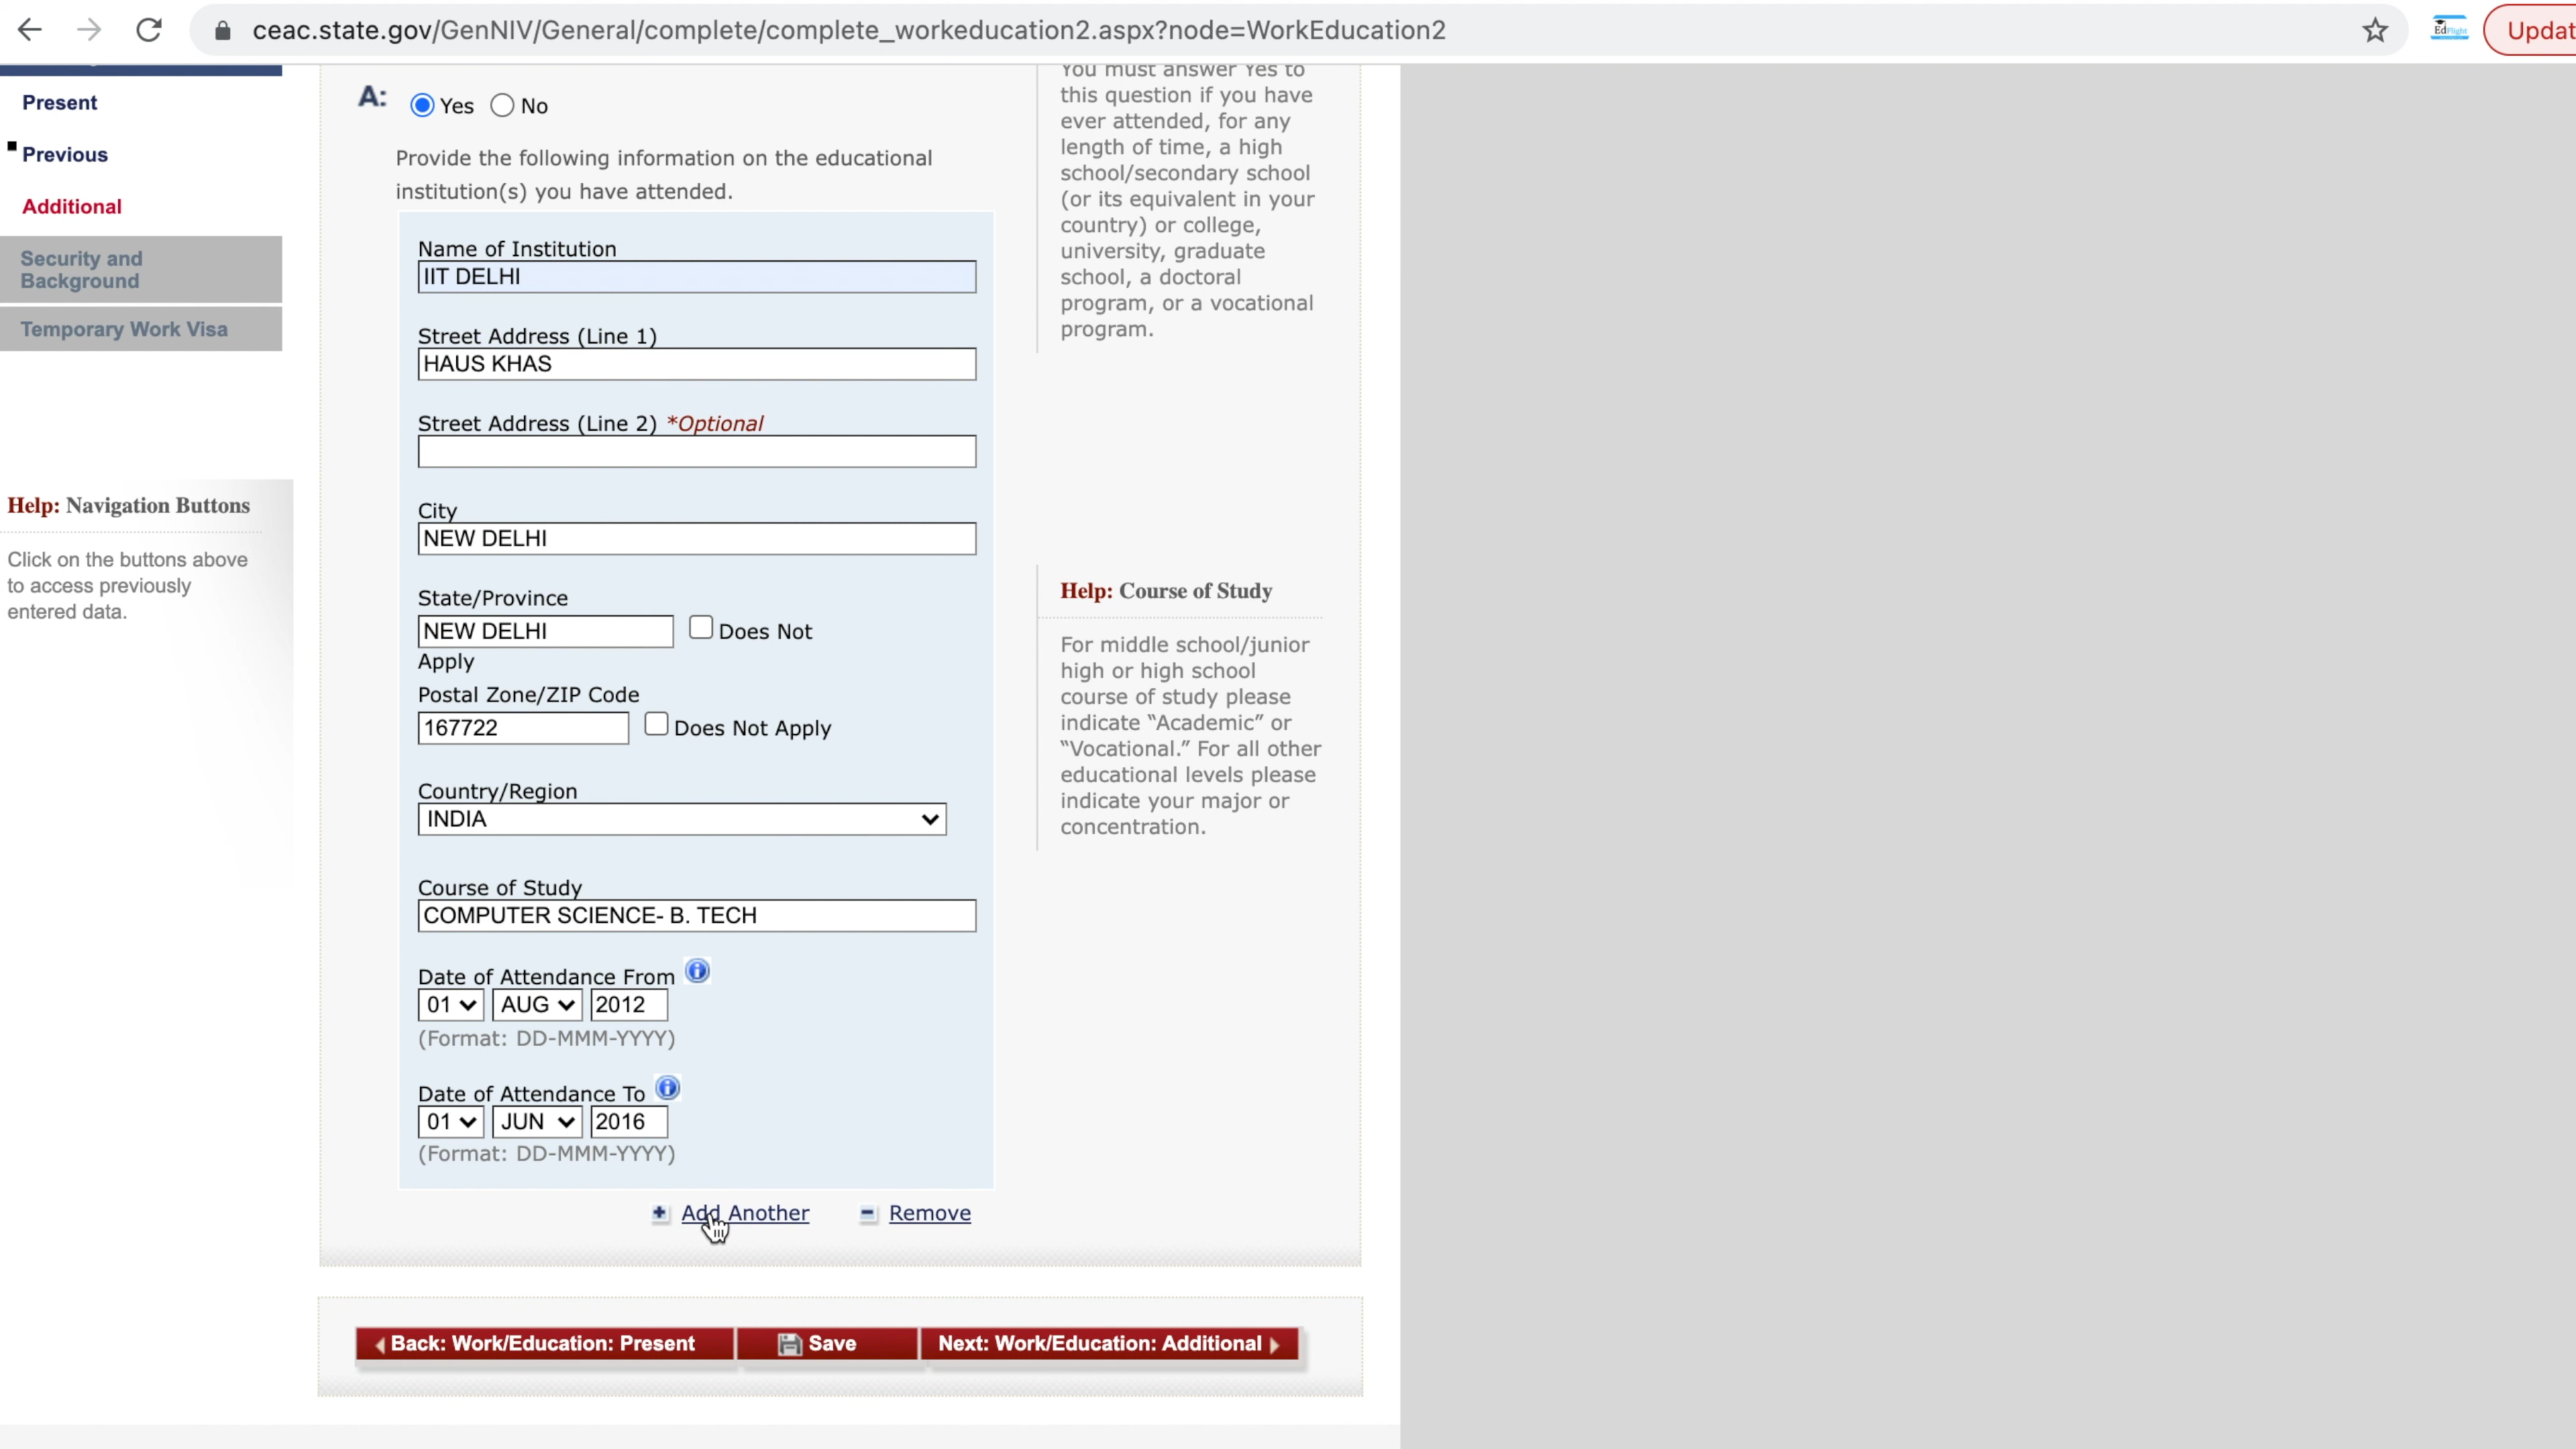 ceac.state.gov/GenNIV/General/complete/complete_workeducation2.aspx?node=WorkEducation2
EdFlight
Updat
Present
Previous
Additional
Security and
Background
Temporary Work Visa
Help: Navigation Buttons
Click on the buttons above
to access previously
entered data.
A: Yes No
Provide the following information on the educational
institution(s) you have attended.
Name of Institution
IIT DELHI
Street Address (Line 1)
HAUS KHAS
Street Address (Line 2) *Optional
City
NEW DELHI
State/Province
NEW DELHI Does Not
Apply
Postal Zone/ZIP Code
167722 Does Not Apply
Country/Region
INDIA
Course of Study
COMPUTER SCIENCE- B. TECH
Date of Attendance From
01 AUG 2012
(Format: DD-MMM-YYYY)
Date of Attendance To
01 JUN 2016
(Format: DD-MMM-YYYY)
Add Another Remove
You must answer Yes to
this question if you have
ever attended, for any
length of time, a high
school/secondary school
(or its equivalent in your
country) or college,
university, graduate
school, a doctoral
program, or a vocational
program.
Help: Course of Study
For middle school/junior
high or high school
course of study please
indicate “Academic” or
“Vocational.” For all other
educational levels please
indicate your major or
concentration.
Back: Work/Education: Present Save Next: Work/Education: Additional